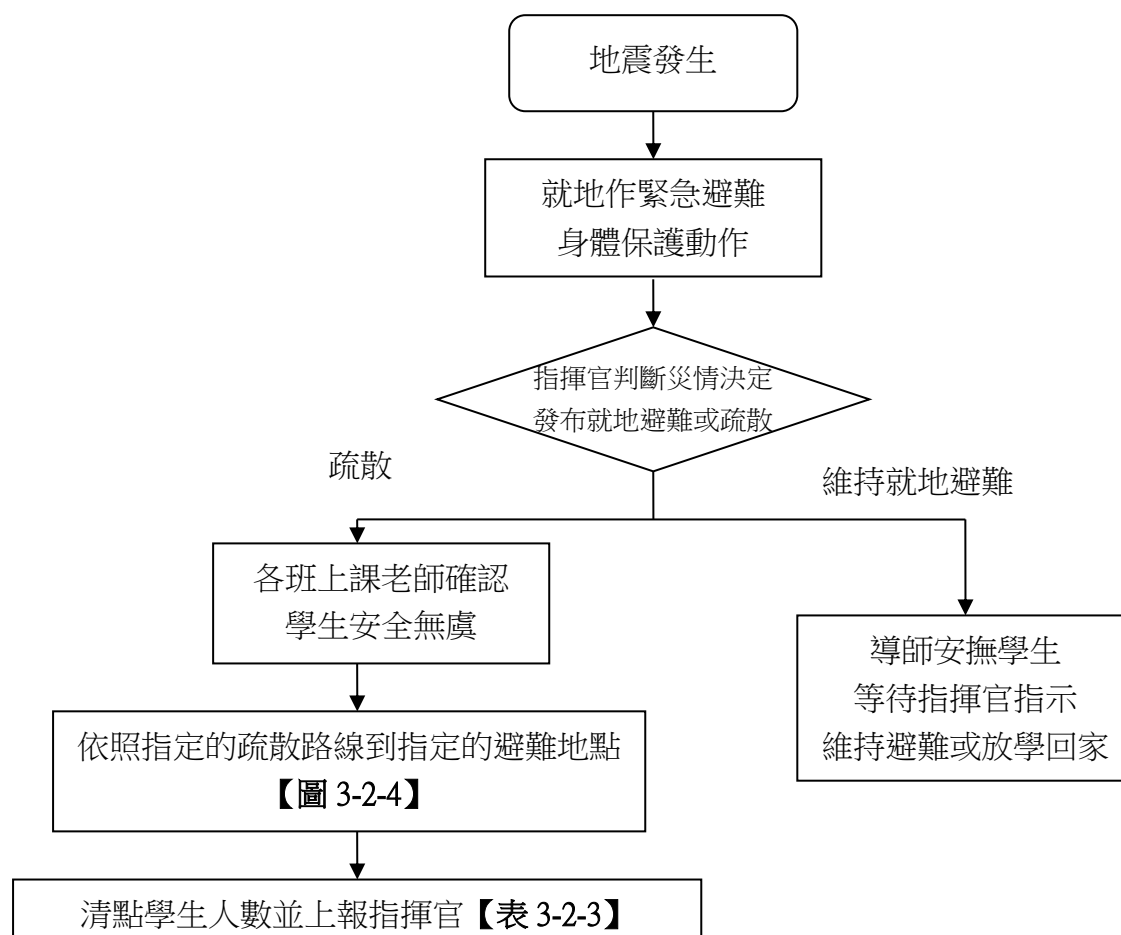 地震發生
就地作緊急避難
身體保護動作
指揮官判斷災情決定
發布就地避難或疏散
疏散
維持就地避難
各班上課老師確認
學生安全無虞
導師安撫學生
等待指揮官指示
維持避難或放學回家
依照指定的疏散路線到指定的避難地點
【圖 3-2-4】
清點學生人數並上報指揮官【表 3-2-3】